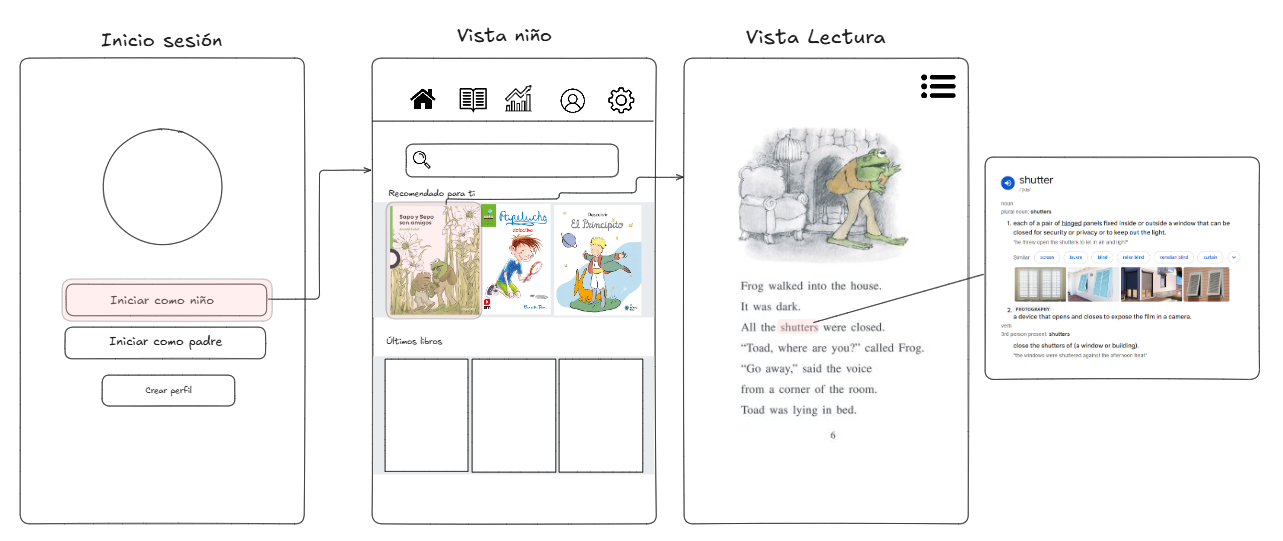 Inicio sesión
Iniciar como niño
Iniciar como padre
Crear perfil
Vista niño
Recomendado para ti
Sapo y Sepo
son amigos
Papelucho
detective
Descubrir
El Principito
Últimos libros
Vista Lectura
Frog walked into the house.
It was dark.
All the shutters were closed.
“Toad, where are you?” called Frog.
“Go away,” said the voice
from a corner of the room.
Toad was lying in bed.
6
shutter
noun
plural noun: shutters
1. each of a pair of hinged panels fixed inside or outside a window that can be
closed for security or privacy or to keep out the light.
"he threw open the shutters to let in air and light"
Similar:
screen
louvre
blind
roller blind
venetian blind
curtain
2. PHOTOGRAPHY
a device that opens and closes to expose the film in a camera.
verb
3rd person present: shutters
close the shutters of (a window or building).
"the windows were shuttered against the afternoon heat"